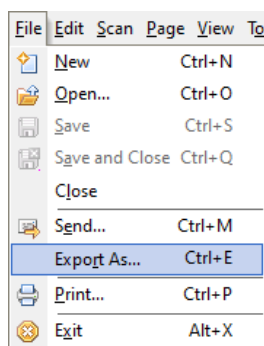 File Edit Scan Page View To
New Ctrl+N
Open... Ctrl+O
Save Ctrl+S
Save and Close Ctrl+Q
Close
Send... Ctrl+M
Export As... Ctrl+E
Print... Ctrl+P
Exit Alt+X